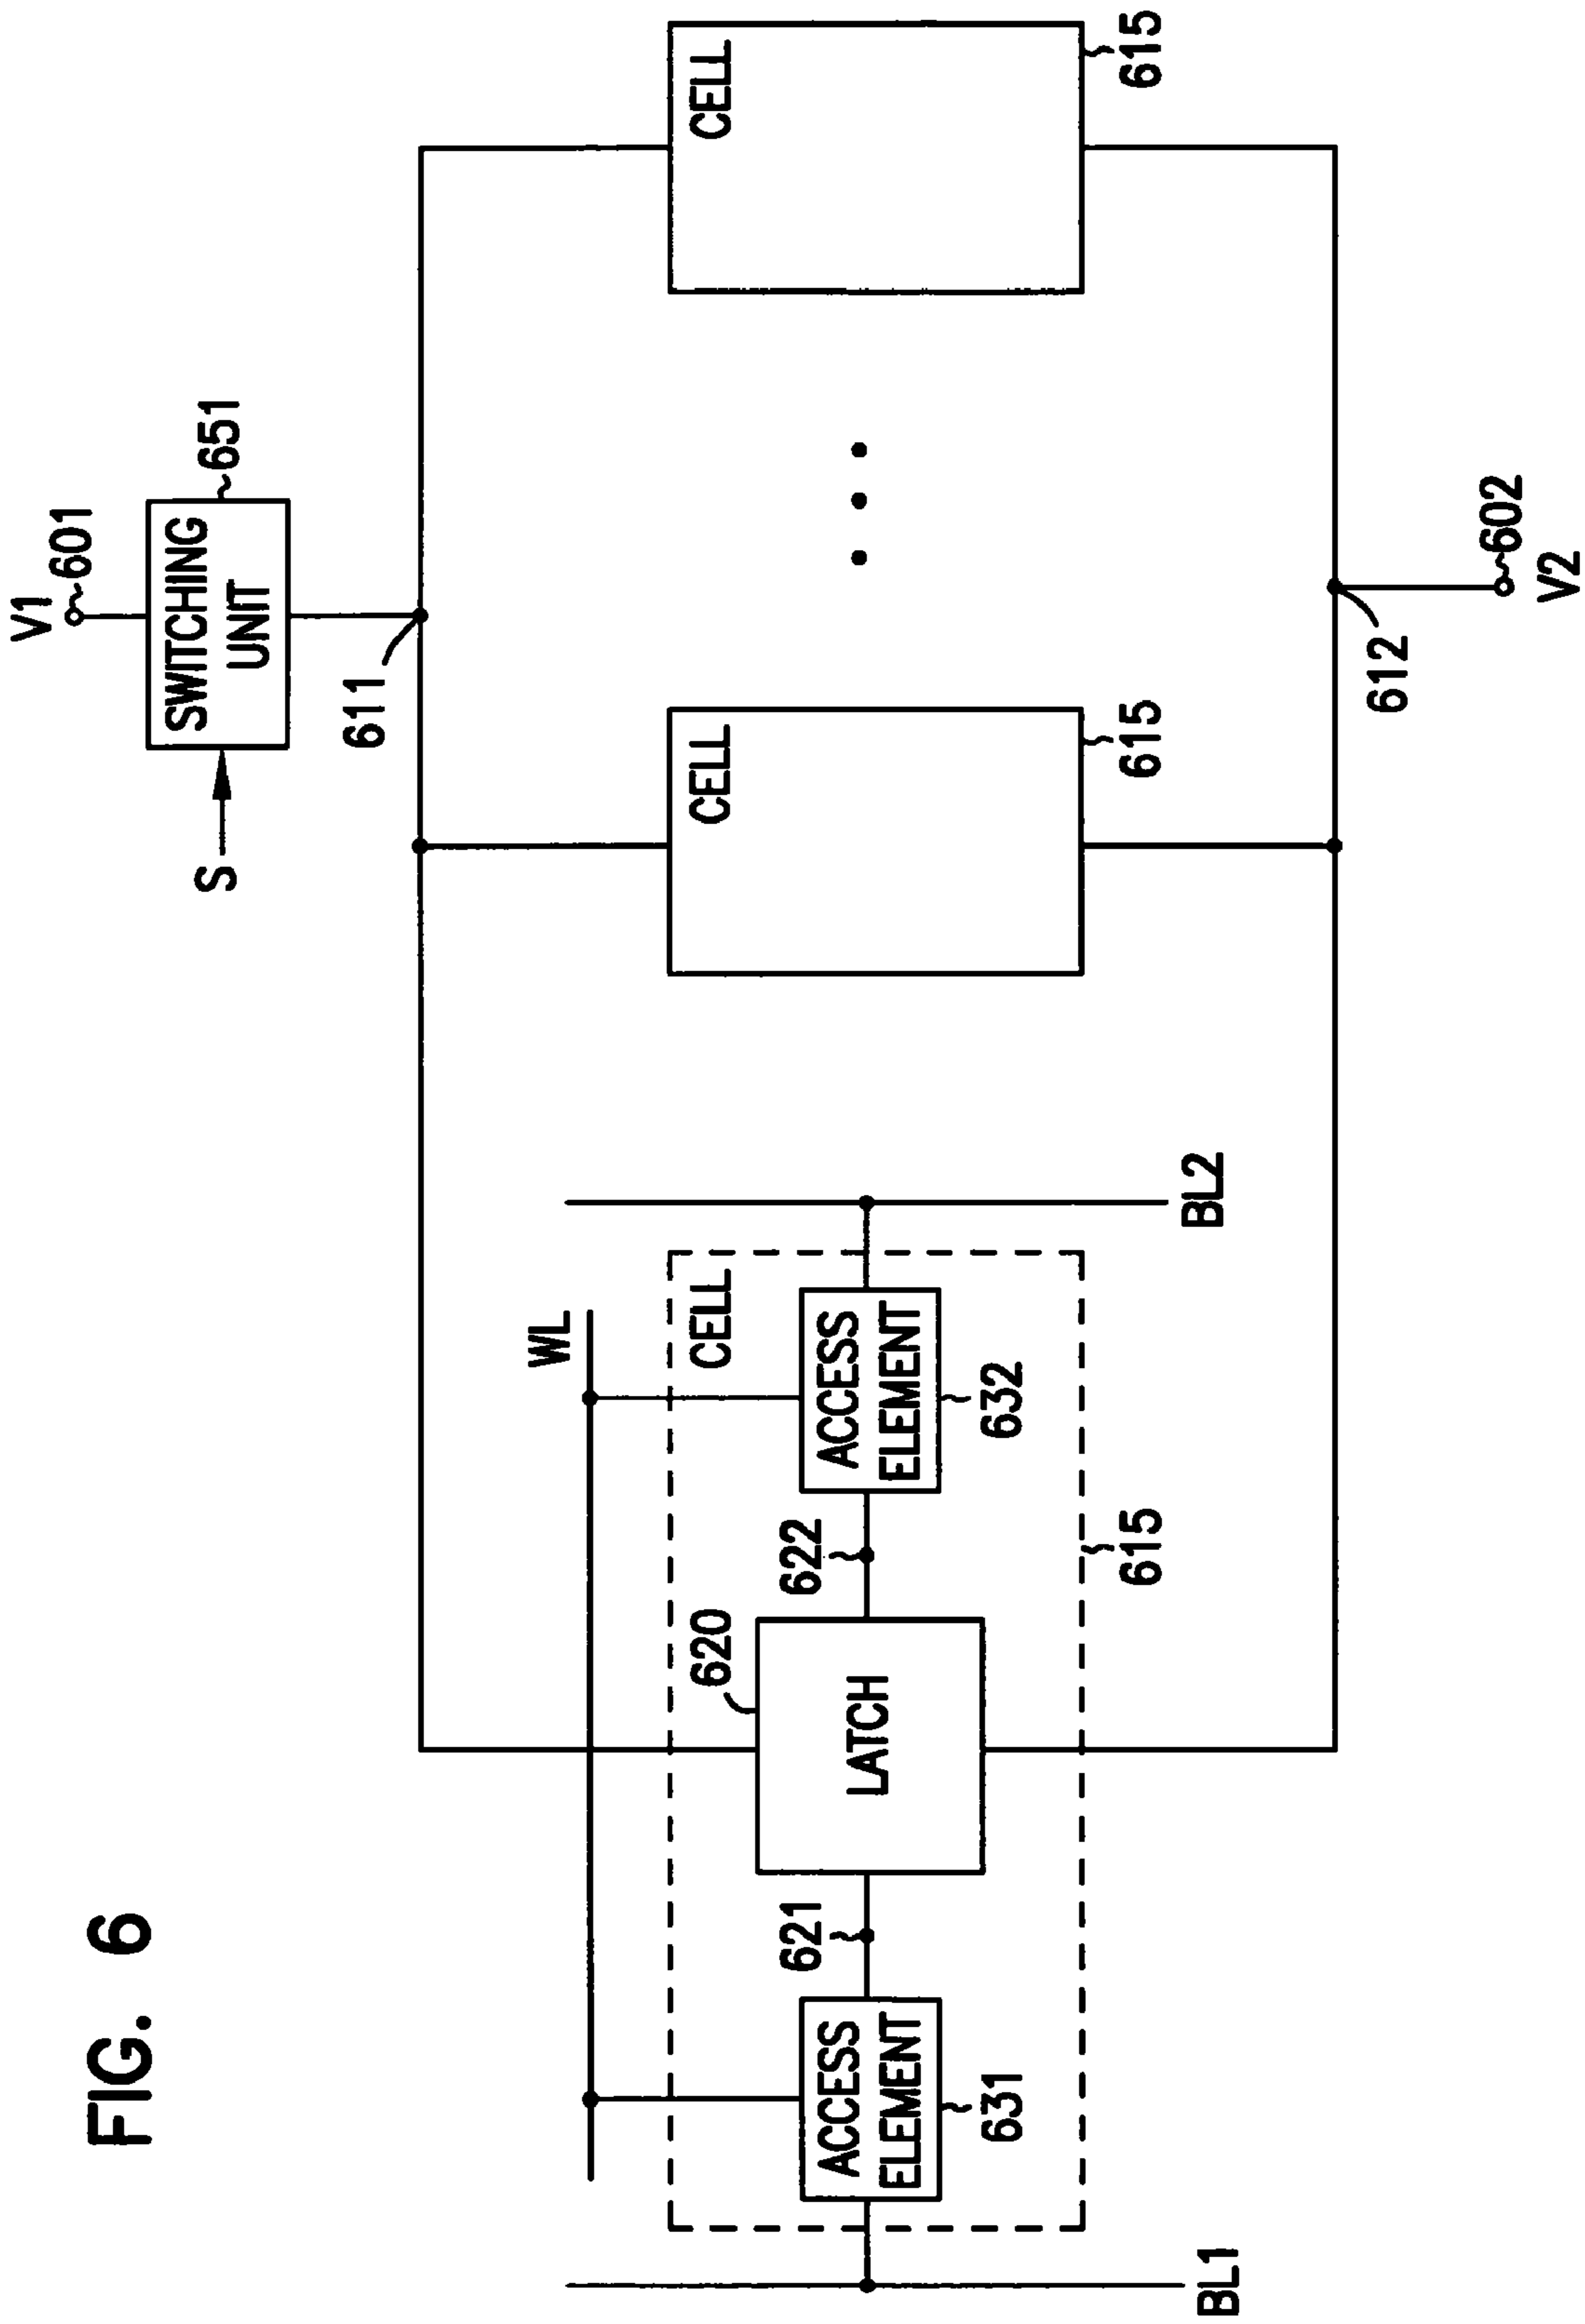 FIG. 6
V1
601
SWITCHING
UNIT
651
S
611
WL
CELL
CELL
CELL
620
621
622
LATCH
ACCESS
ELEMENT
ACCESS
ELEMENT
631
632
615
615
615
BL1
BL2
612
602
V2